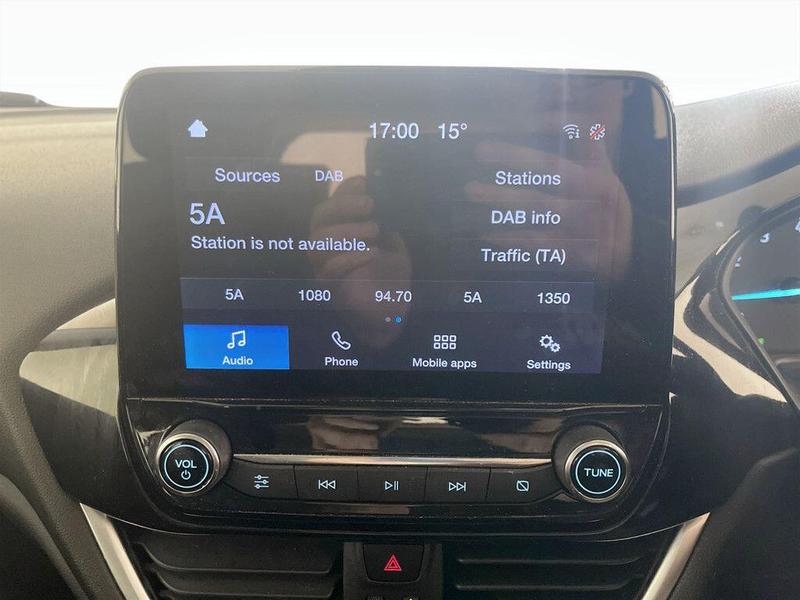 17:00 15°
Sources DAB Stations
5A DAB info
Station is not available.
Traffic (TA)
5A 1080 94.70 5A 1350
Audio Phone Mobile apps Settings
VOL TUNE
3